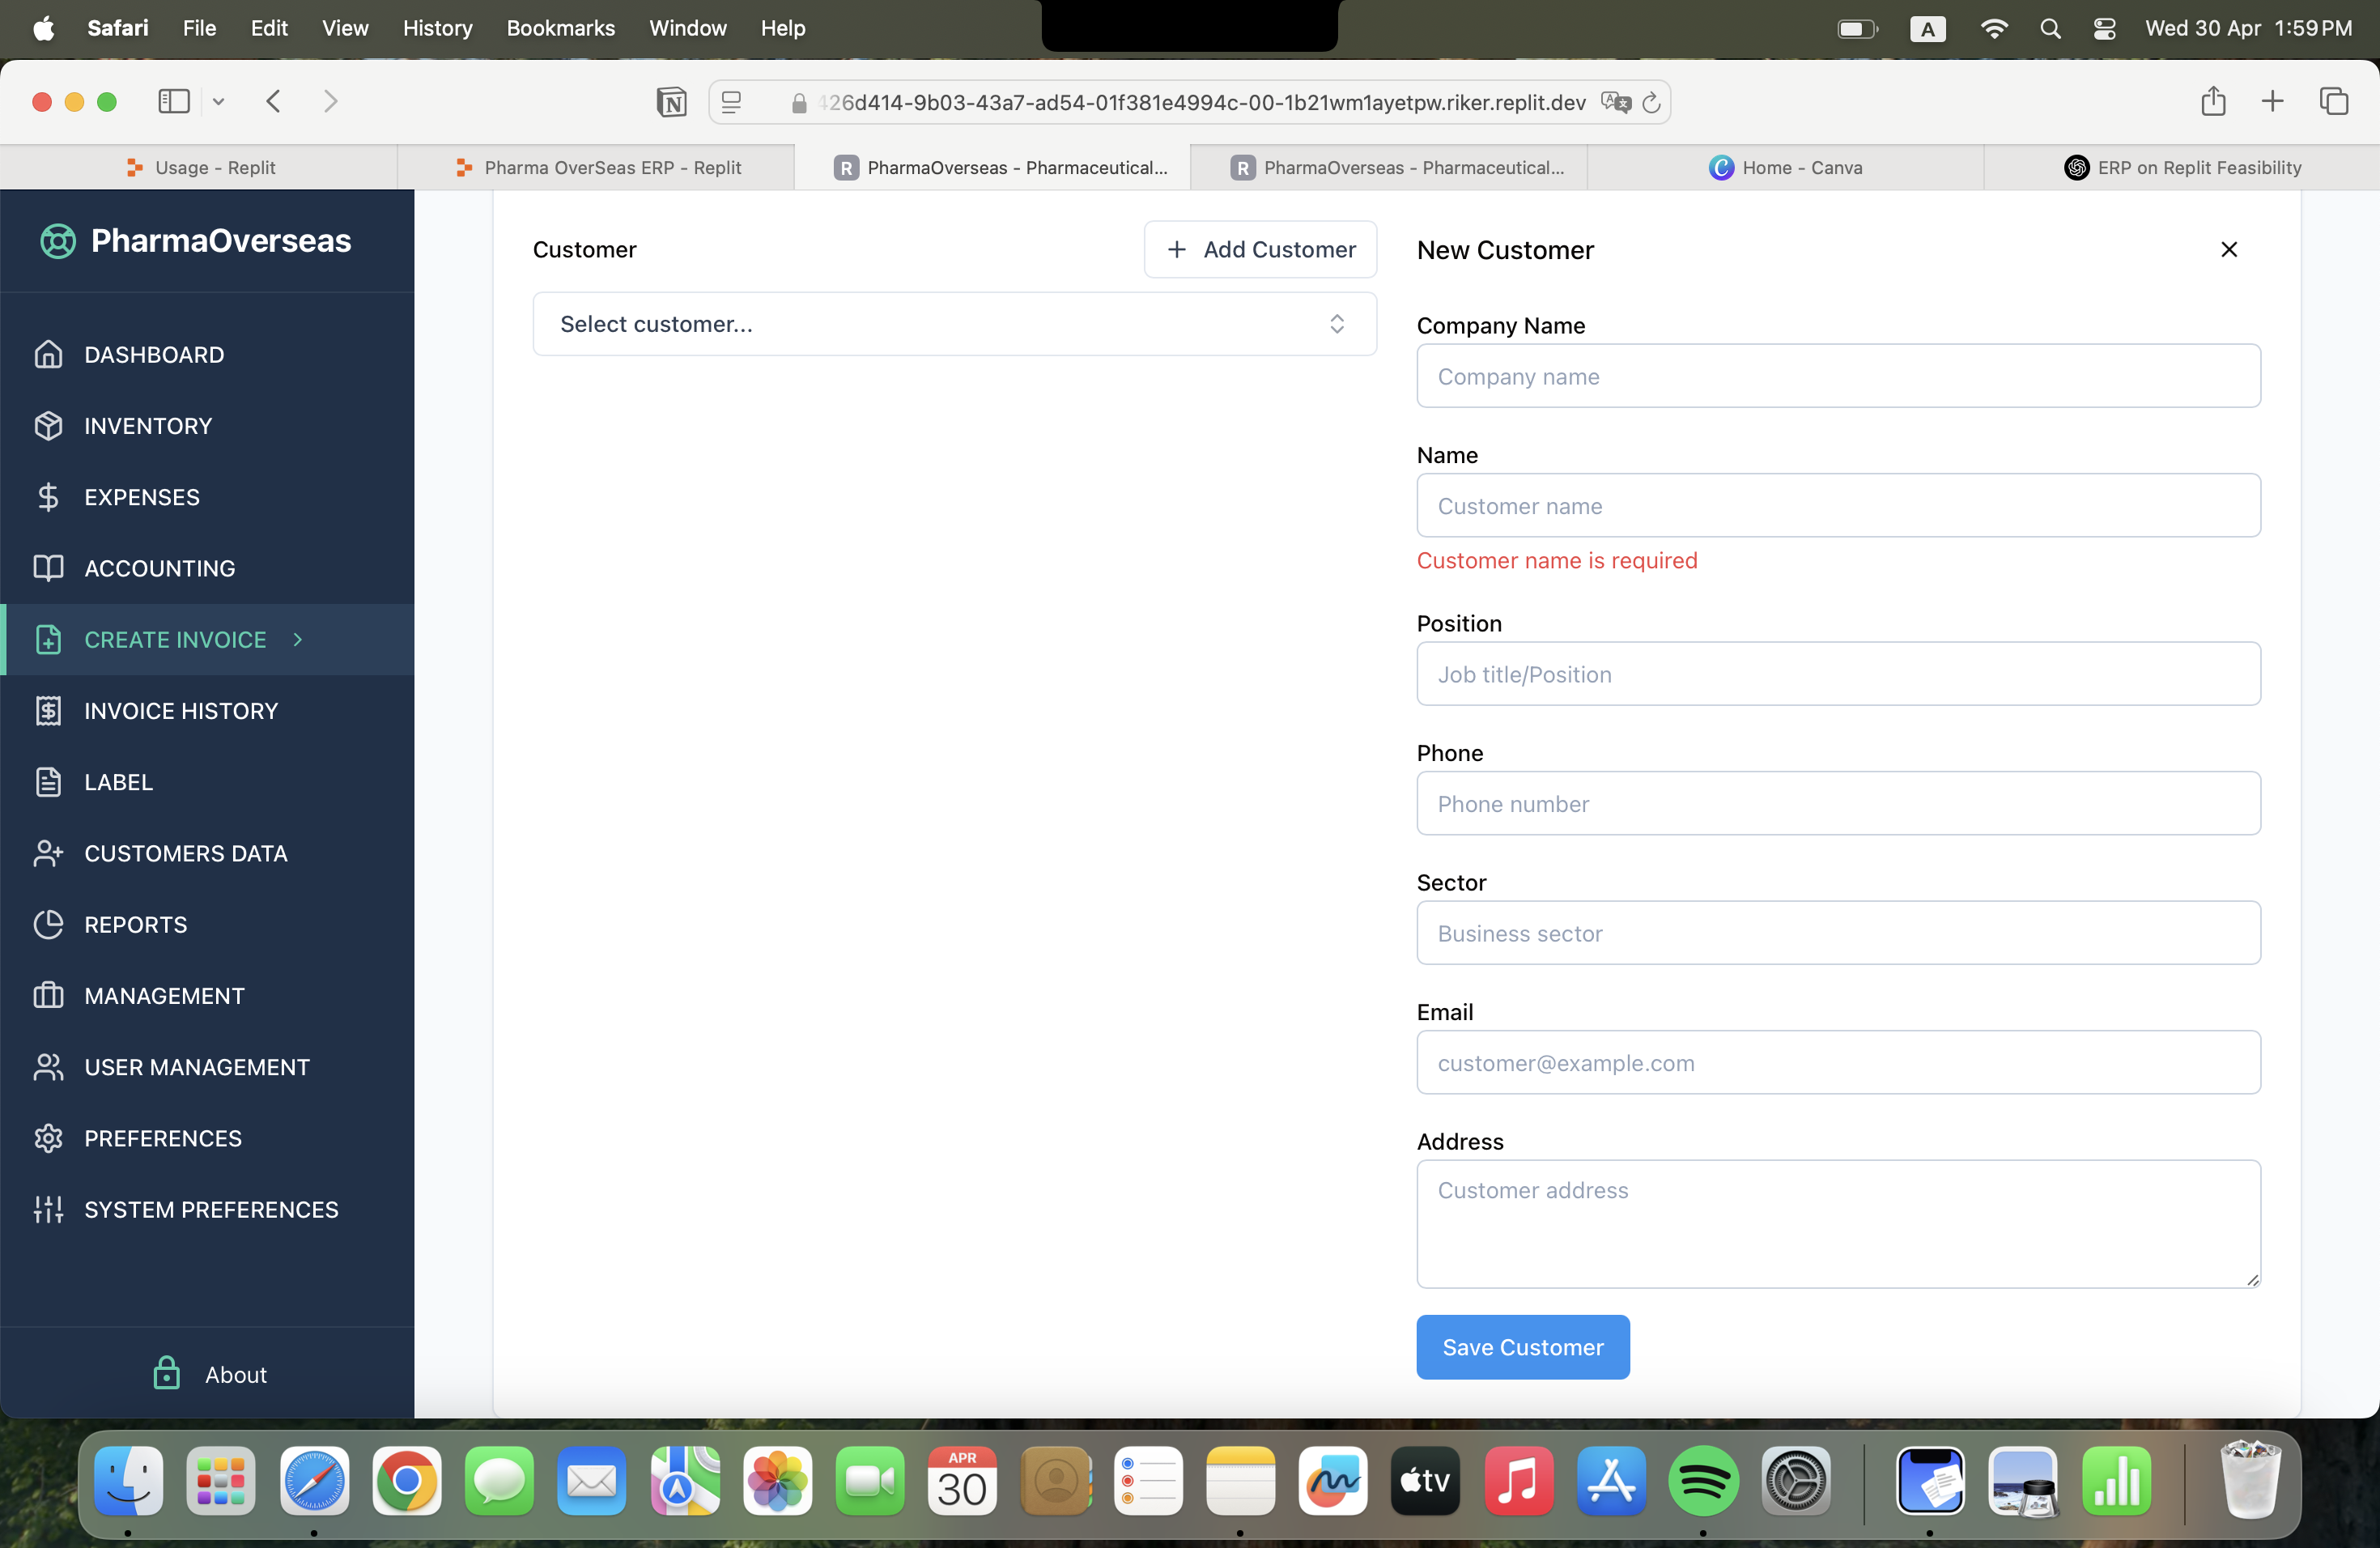 Safari File Edit View History Bookmarks Window Help A Wed 30 Apr 1:59 PM
426d414-9b03-43a7-ad54-01f381e4994c-00-1b21wm1ayetpw.riker.replit.dev
Usage - Replit
Pharma OverSeas ERP - Replit
R PharmaOverseas - Pharmaceutical...
R PharmaOverseas - Pharmaceutical...
Home - Canva
ERP on Replit Feasibility
PharmaOverseas
DASHBOARD
INVENTORY
EXPENSES
ACCOUNTING
CREATE INVOICE
INVOICE HISTORY
LABEL
CUSTOMERS DATA
REPORTS
MANAGEMENT
USER MANAGEMENT
PREFERENCES
SYSTEM PREFERENCES
About
Customer
+ Add Customer
Select customer...
New Customer
Company Name
Company name
Name
Customer name
Customer name is required
Position
Job title/Position
Phone
Phone number
Sector
Business sector
Email
customer@example.com
Address
Customer address
Save Customer
APR
30
tv